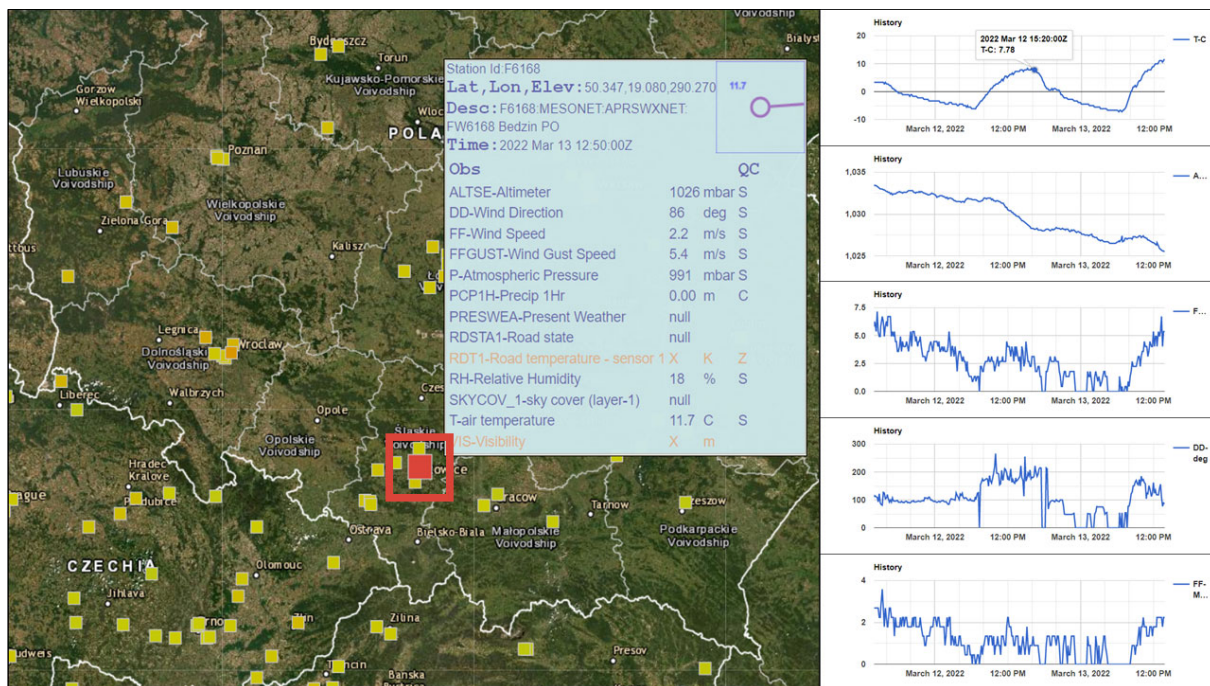 Voivodship
Bydgoszcz
Torun
Kujawsko-Pomorskie
Voivodship
Gorzow
Wielkopolski
POLA
Lubuskie
Voivodship
Poznan
Wielkopolskie
Voivodship
Zielona Gora
Kalisz
Legnica
Dolnośląskie
Voivodship
Wroclaw
Walbrzych
Liberec
Opole
Opolskie
Voivodship
Śląskie
Voivodship
Hradec
Kralove
Pardubice
Ostrava
Bielsko-Biala
Małopolskie
Voivodship
Tarnow
Podkarpackie
Voivodship
CZECHIA
Olomouc
Jihlava
Zlin
Zilina
Presov
Banska
Station Id:F6168
Lat,Lon,Elev:50.347,19.080,290.270
Desc:F6168:MESONET:APRSWXNET:
FW6168 Bedzin PO
Time:2022 Mar 13 12:50:00Z
11.7
Obs QC
ALTSE-Altimeter 1026 mbar S
DD-Wind Direction 86 deg S
FF-Wind Speed 2.2 m/s S
FFGUST-Wind Gust Speed 5.4 m/s S
P-Atmospheric Pressure 991 mbar S
PCP1H-Precip 1Hr 0.00 m C
PRESWEA-Present Weather null
RDSTA1-Road state null
RDT1-Road temperature - sensor 1 X K Z
RH-Relative Humidity 18 % S
SKYCOV_1-sky cover (layer-1) null
T-air temperature 11.7 C S
VIS-Visibility X m
History
20
10
0
-10
2022 Mar 12 15:20:00Z
T-C: 7.78
T-C
March 12, 2022 12:00 PM March 13, 2022 12:00 PM
History
1,035
1,030
1,025
A...
March 12, 2022 12:00 PM March 13, 2022 12:00 PM
History
7.5
5.0
2.5
0.0
F...
March 12, 2022 12:00 PM March 13, 2022 12:00 PM
History
300
200
100
0
DD-
deg
March 12, 2022 12:00 PM March 13, 2022 12:00 PM
History
4
2
0
FF-
M...
March 12, 2022 12:00 PM March 13, 2022 12:00 PM